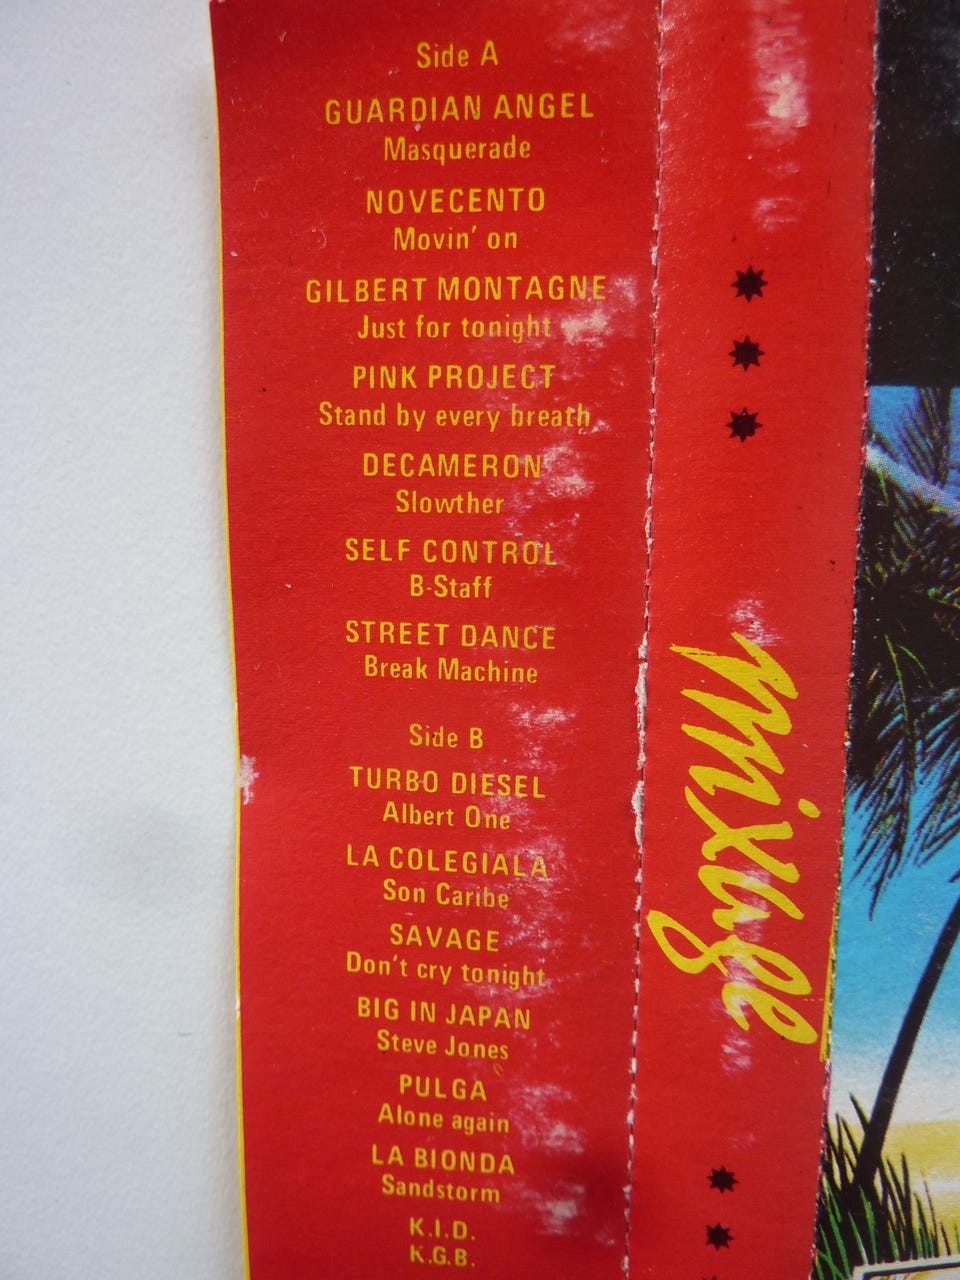 Side A
GUARDIAN ANGEL
Masquerade
NOVECENTO
Movin' on
GILBERT MONTAGNE
Just for tonight
PINK PROJECT
Stand by every breath
DECAMERON
Slowther
SELF CONTROL
B-Staff
STREET DANCE
Break Machine
Side B
TURBO DIESEL
Albert One
LA COLEGIALA
Son Caribe
SAVAGE
Don't cry tonight
BIG IN JAPAN
Steve Jones
PULGA
Alone again
LA BIONDA
Sandstorm
K.I.D.
K.G.B.
mixage